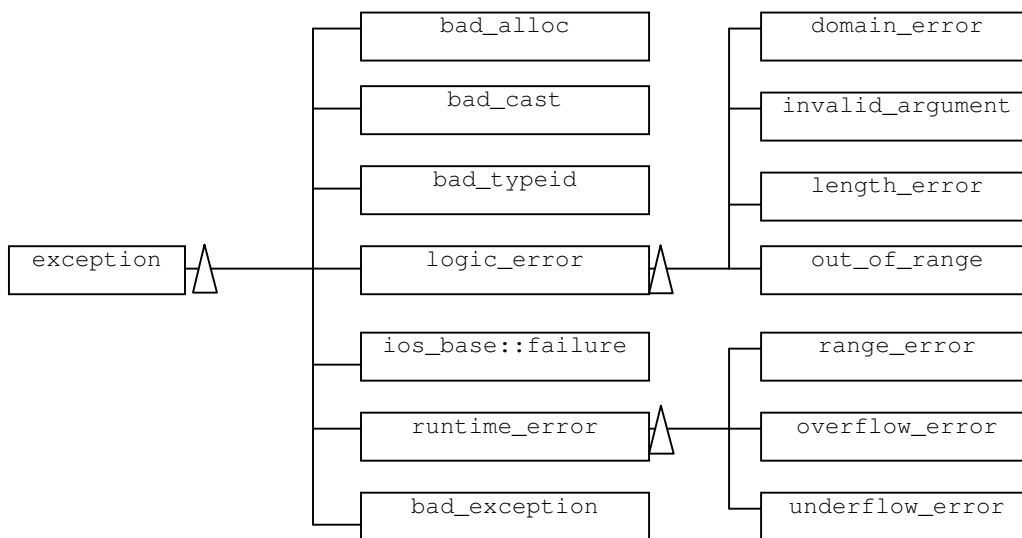 bad_alloc
domain_error
bad_cast
invalid_argument
bad_typeid
length_error
exception
logic_error
out_of_range
ios_base::failure
range_error
runtime_error
overflow_error
bad_exception
underflow_error